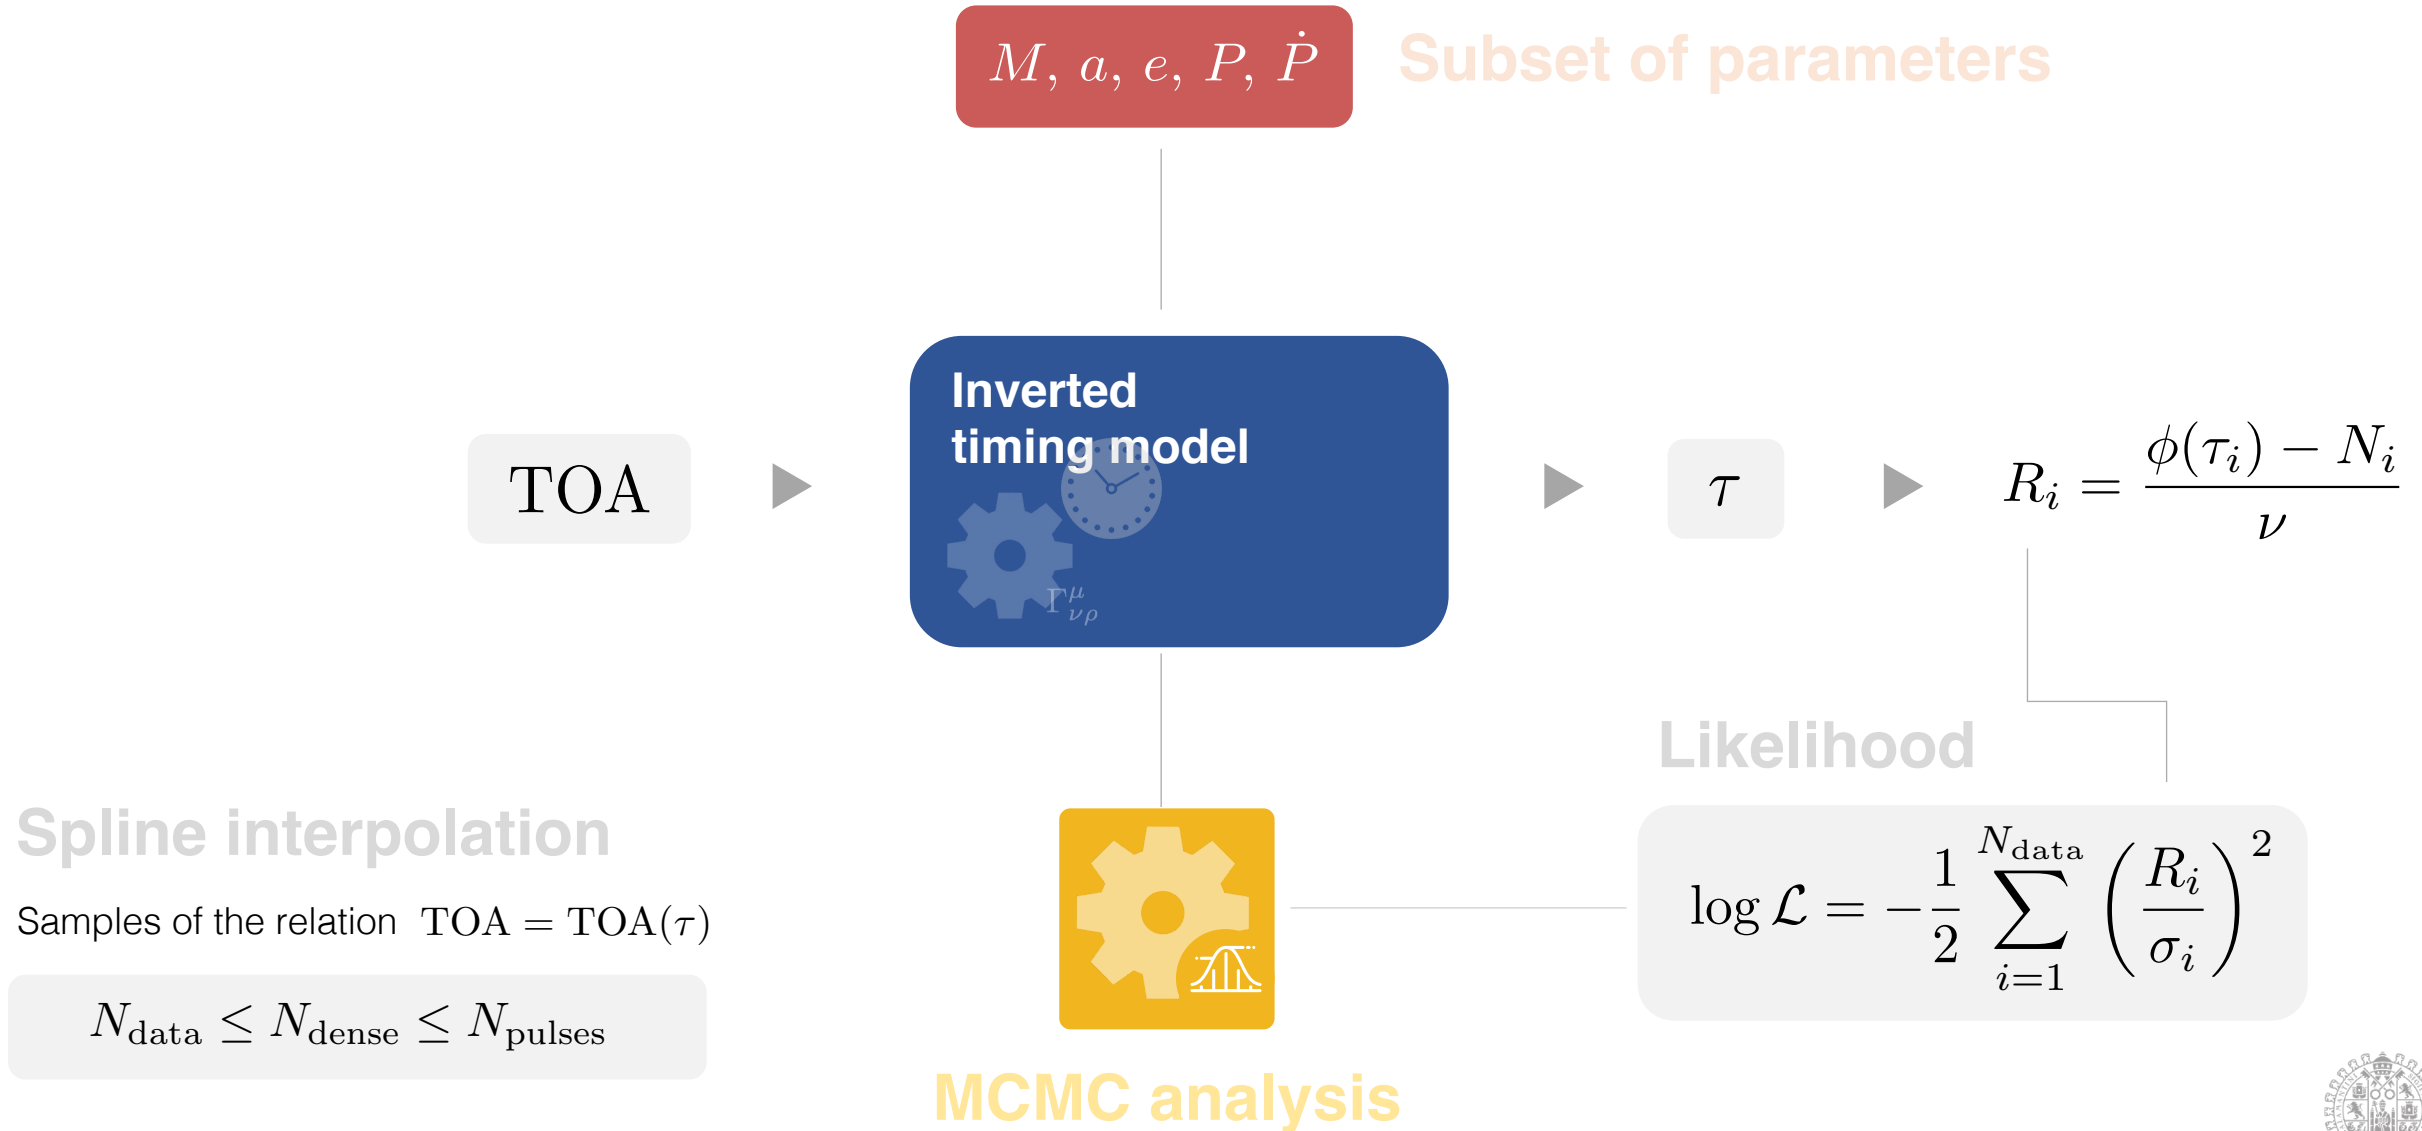 M, a, e, P, Ṗ
Subset of parameters
Inverted
timing model
Γ^μ_νρ
TOA
τ
R_i = (φ(τ_i) − N_i) / ν
Likelihood
log ℒ = −1/2 ∑_{i=1}^{N_data} (R_i / σ_i)^2
Spline interpolation
Samples of the relation TOA = TOA(τ)
N_data ≤ N_dense ≤ N_pulses
MCMC analysis